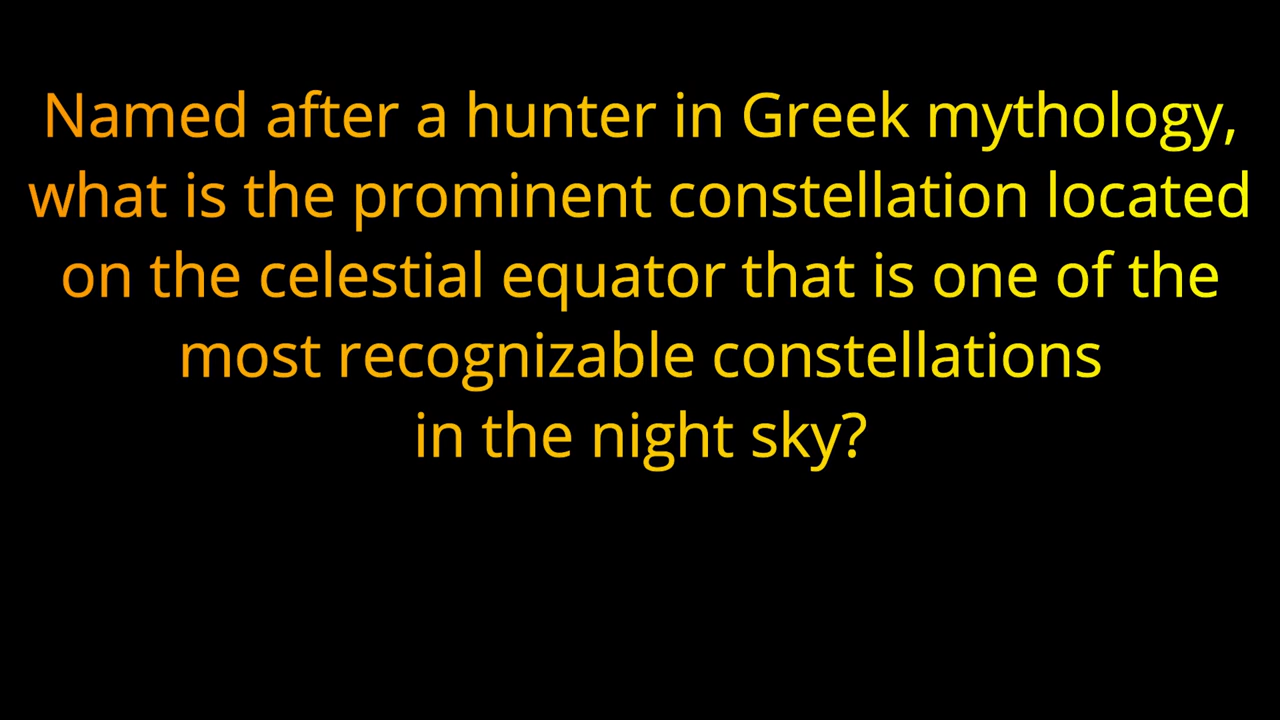 Named after a hunter in Greek mythology,
what is the prominent constellation located
on the celestial equator that is one of the
most recognizable constellations
in the night sky?